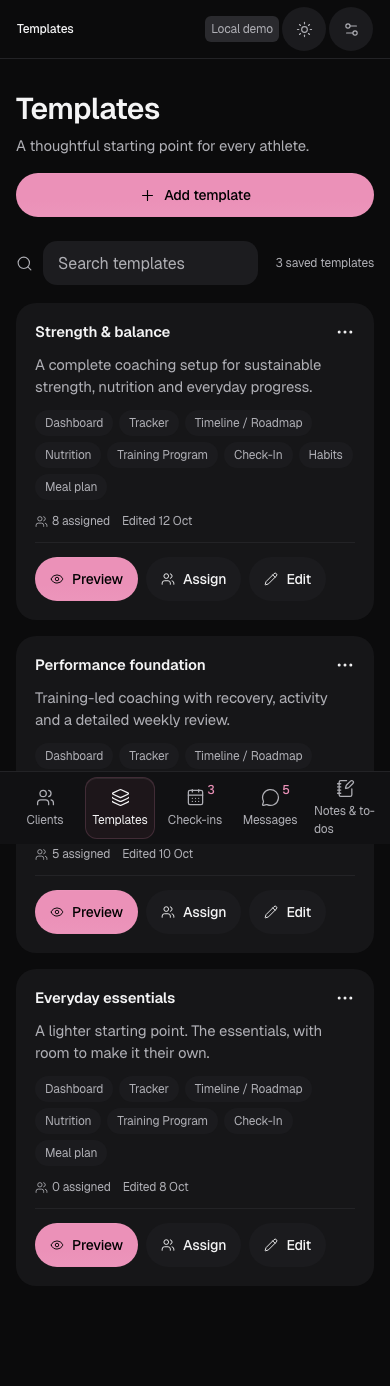 Templates
Local demo
Templates
A thoughtful starting point for every athlete.
Add template
Search templates
3 saved templates
Strength & balance
A complete coaching setup for sustainable
strength, nutrition and everyday progress.
Dashboard
Tracker
Timeline / Roadmap
Nutrition
Training Program
Check-In
Habits
Meal plan
8 assigned
Edited 12 Oct
Preview
Assign
Edit
Performance foundation
Training-led coaching with recovery, activity
and a detailed weekly review.
Dashboard
Tracker
Timeline / Roadmap
Clients
Templates
3
Check-ins
5
Messages
Notes & to-
dos
5 assigned
Edited 10 Oct
Preview
Assign
Edit
Everyday essentials
A lighter starting point. The essentials, with
room to make it their own.
Dashboard
Tracker
Timeline / Roadmap
Nutrition
Training Program
Check-In
Meal plan
0 assigned
Edited 8 Oct
Preview
Assign
Edit